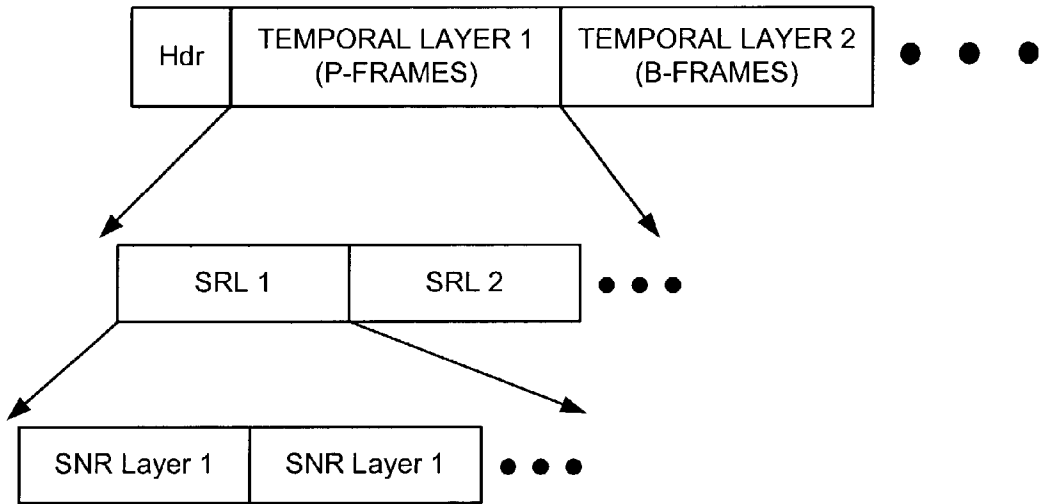 Hdr
TEMPORAL LAYER 1
(P-FRAMES)
TEMPORAL LAYER 2
(B-FRAMES)
SRL 1
SRL 2
SNR Layer 1
SNR Layer 1